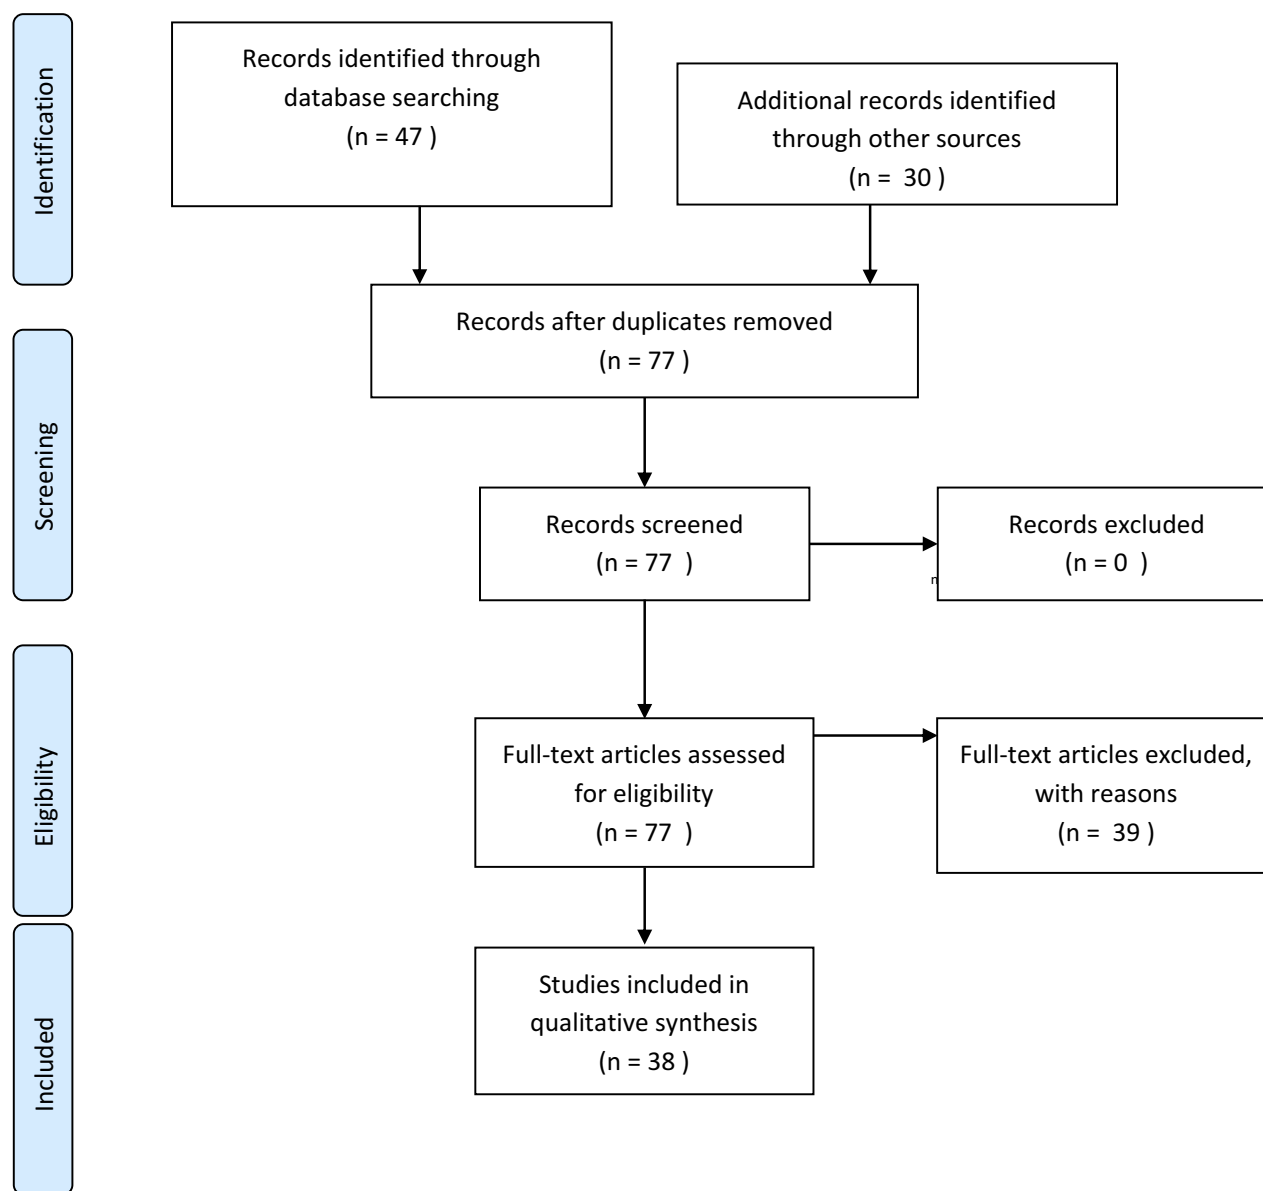 Identification
Records identified through
database searching
(n = 47 )
Additional records identified
through other sources
(n =  30 )
Records after duplicates removed
(n = 77 )
Screening
Records screened
(n = 77  )
Records excluded
(n = 0  )
Eligibility
Full-text articles assessed
for eligibility
(n = 77  )
Full-text articles excluded,
with reasons
(n =  39 )
Included
Studies included in
qualitative synthesis
(n = 38 )